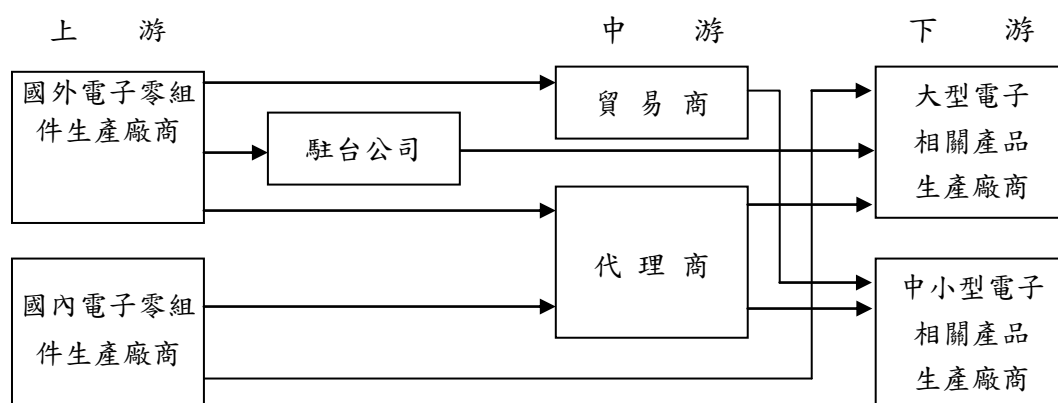 上 游
中 游
下 游
國外電子零組
件生產廠商
駐台公司
貿易商
大型電子
相關產品
生產廠商
代理商
國內電子零組
件生產廠商
中小型電子
相關產品
生產廠商